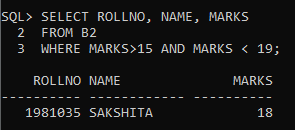 SQL> SELECT ROLLNO, NAME, MARKS
  2  FROM B2
  3  WHERE MARKS>15 AND MARKS < 19;
    ROLLNO NAME              MARKS
---------- ------------ ----------
   1981035 SAKSHITA             18